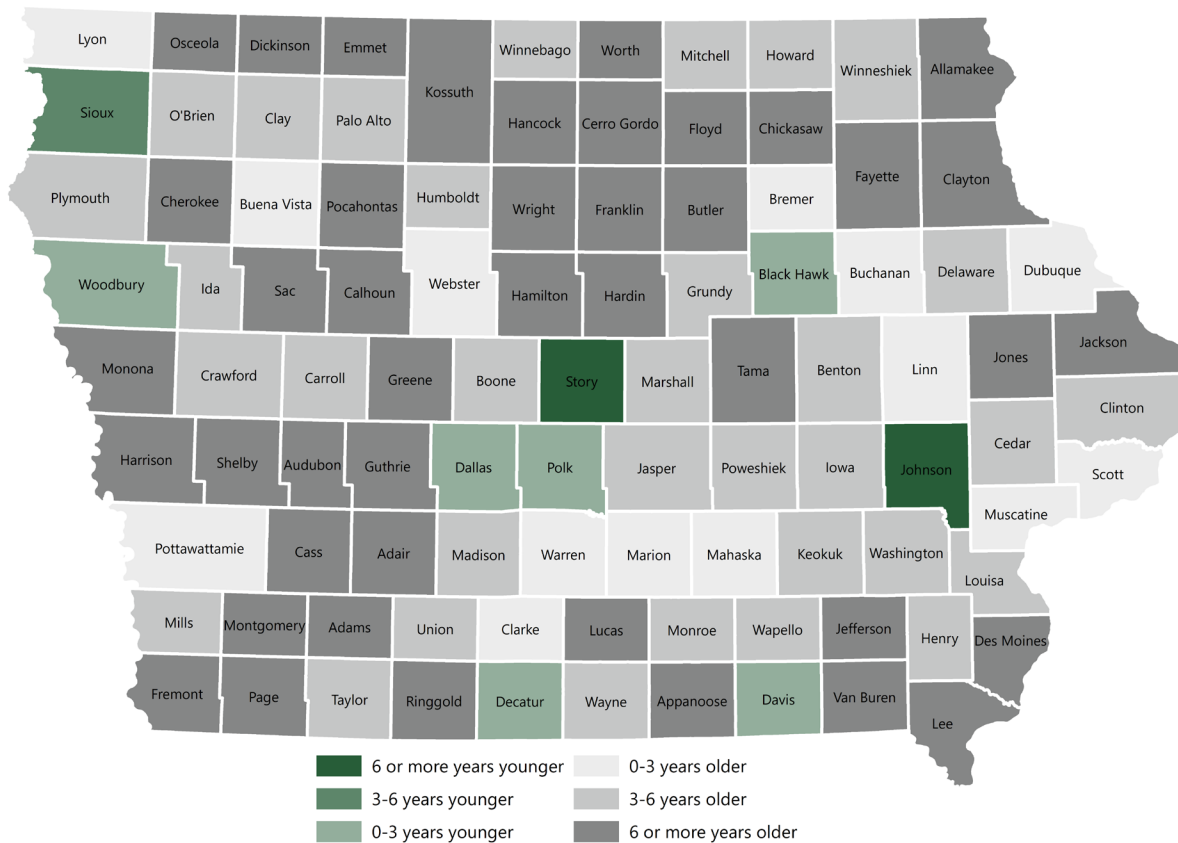 Lyon
Osceola
Dickinson
Emmet
Kossuth
Winnebago
Worth
Mitchell
Howard
Winneshiek
Allamakee
Sioux
O'Brien
Clay
Palo Alto
Hancock
Cerro Gordo
Floyd
Chickasaw
Fayette
Clayton
Plymouth
Cherokee
Buena Vista
Pocahontas
Humboldt
Wright
Franklin
Butler
Bremer
Woodbury
Ida
Sac
Calhoun
Webster
Hamilton
Hardin
Grundy
Black Hawk
Buchanan
Delaware
Dubuque
Monona
Crawford
Carroll
Greene
Boone
Story
Marshall
Tama
Benton
Linn
Jones
Jackson
Clinton
Harrison
Shelby
Audubon
Guthrie
Dallas
Polk
Jasper
Poweshiek
Iowa
Johnson
Cedar
Scott
Muscatine
Pottawattamie
Cass
Adair
Madison
Warren
Marion
Mahaska
Keokuk
Washington
Louisa
Mills
Montgomery
Adams
Union
Clarke
Lucas
Monroe
Wapello
Jefferson
Henry
Des Moines
Fremont
Page
Taylor
Ringgold
Decatur
Wayne
Appanoose
Davis
Van Buren
Lee
6 or more years younger
3-6 years younger
0-3 years younger
0-3 years older
3-6 years older
6 or more years older